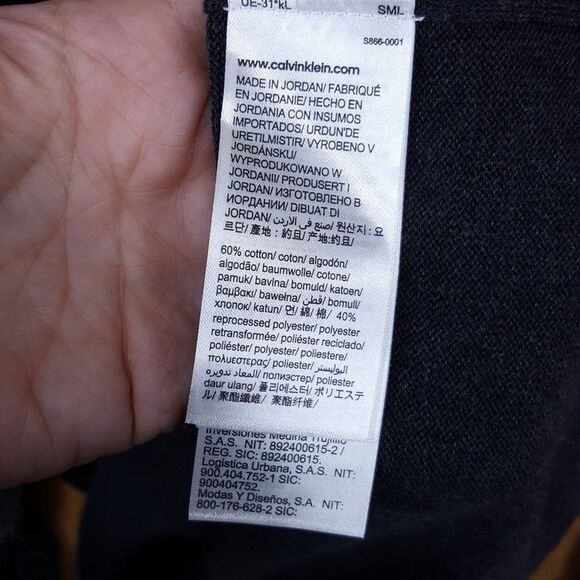 UE-31*kL SML
S866-0001
www.calvinklein.com
MADE IN JORDAN/ FABRIQUÉ
EN JORDANIE/ HECHO EN
JORDANIA CON INSUMOS
IMPORTADOS/ URDUN'DE
URETILMISTIR/ VYROBENO V
JORDÁNSKU/
WYPRODUKOWANO W
JORDANII/ PRODUSERT I
JORDAN/ ИЗГОТОВЛЕНО В
ИОРДАНИИ/ DIBUAT DI
JORDAN/ صنع في الاردن/ 원산지: 요
르단/ 產地: 約旦/ 产地:约旦/
60% cotton/ coton/ algodón/
algodão/ baumwolle/ cotone/
pamuk/ bavlna/ bomuld/ katoen/
βαμβακι/ bawełna/ قطن/ bomull/
хлопок/ katun/ 면/ 綿/ 棉/ 40%
reprocessed polyester/ polyester
retransformée/ poliéster reciclado/
poliéster/ polyester/ poliestere/
πολυεστερας/ poliester/ البوليستر
المعاد تدويره/ полиэстер/ poliester
daur ulang/ 폴리에스터/ ポリエステ
ル/ 聚酯纖維/ 聚酯纤维/
Inversiones Medina Trujillo
S.A.S. NIT: 892400615-2 /
REG. SIC: 892400615.
Logística Urbana, S.A.S. NIT:
900.404.752-1 SIC:
900404752.
Modas Y Diseños, S.A. NIT:
800-176-628-2 SIC: